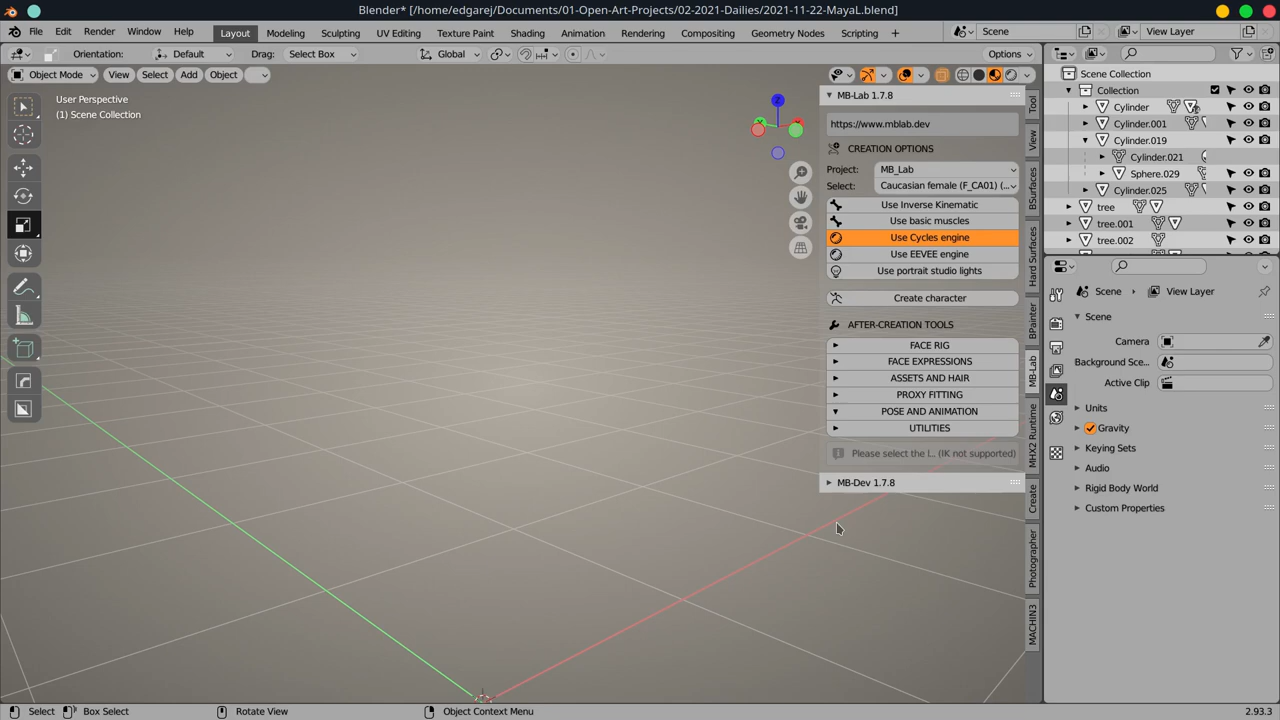 Blender* [/home/edgarej/Documents/01-Open-Art-Projects/02-2021-Dailies/2021-11-22-MayaL.blend]
File Edit Render Window Help Layout Modeling Sculpting UV Editing Texture Paint Shading Animation Rendering Compositing Geometry Nodes Scripting + Scene View Layer
Orientation: Default Drag: Select Box Global Options
Object Mode View Select Add Object
User Perspective
(1) Scene Collection
Z
MB-Lab 1.7.8
https://www.mblab.dev
CREATION OPTIONS
Project: MB_Lab
Select: Caucasian female (F_CA01) (...
Use Inverse Kinematic
Use basic muscles
Use Cycles engine
Use EEVEE engine
Use portrait studio lights
Create character
AFTER-CREATION TOOLS
FACE RIG
FACE EXPRESSIONS
ASSETS AND HAIR
PROXY FITTING
POSE AND ANIMATION
UTILITIES
Please select the l... (IK not supported)
MB-Dev 1.7.8
Tool
View
BSurfaces
Hard Surfaces
BPainter
MB-Lab
MHX2 Runtime
Create
Photographer
MACHIN3
Scene Collection
Collection
Cylinder
Cylinder.001
Cylinder.019
Cylinder.021
Sphere.029
Cylinder.025
tree
tree.001
tree.002
Scene View Layer
Scene
Camera
Background Sce...
Active Clip
Units
Gravity
Keying Sets
Audio
Rigid Body World
Custom Properties
Select Box Select Rotate View Object Context Menu 2.93.3